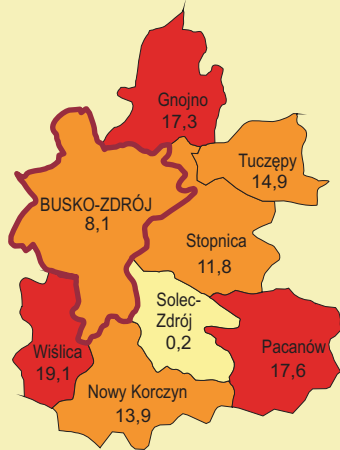 Gnojno
17,3
Tuczępy
14,9
BUSKO-ZDRÓJ
8,1
Stopnica
11,8
Solec-
Zdrój
0,2
Wiślica
19,1
Pacanów
17,6
Nowy Korczyn
13,9